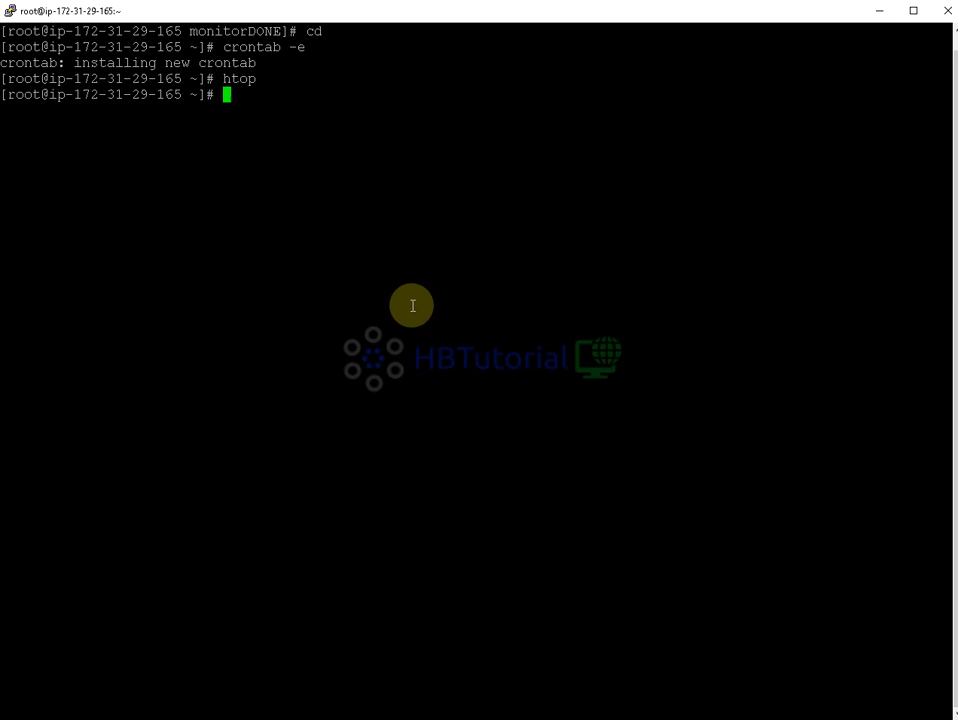 root@ip-172-31-29-165:~
[root@ip-172-31-29-165 monitorDONE]# cd
[root@ip-172-31-29-165 ~]# crontab -e
crontab: installing new crontab
[root@ip-172-31-29-165 ~]# htop
[root@ip-172-31-29-165 ~]#
HBTutorial